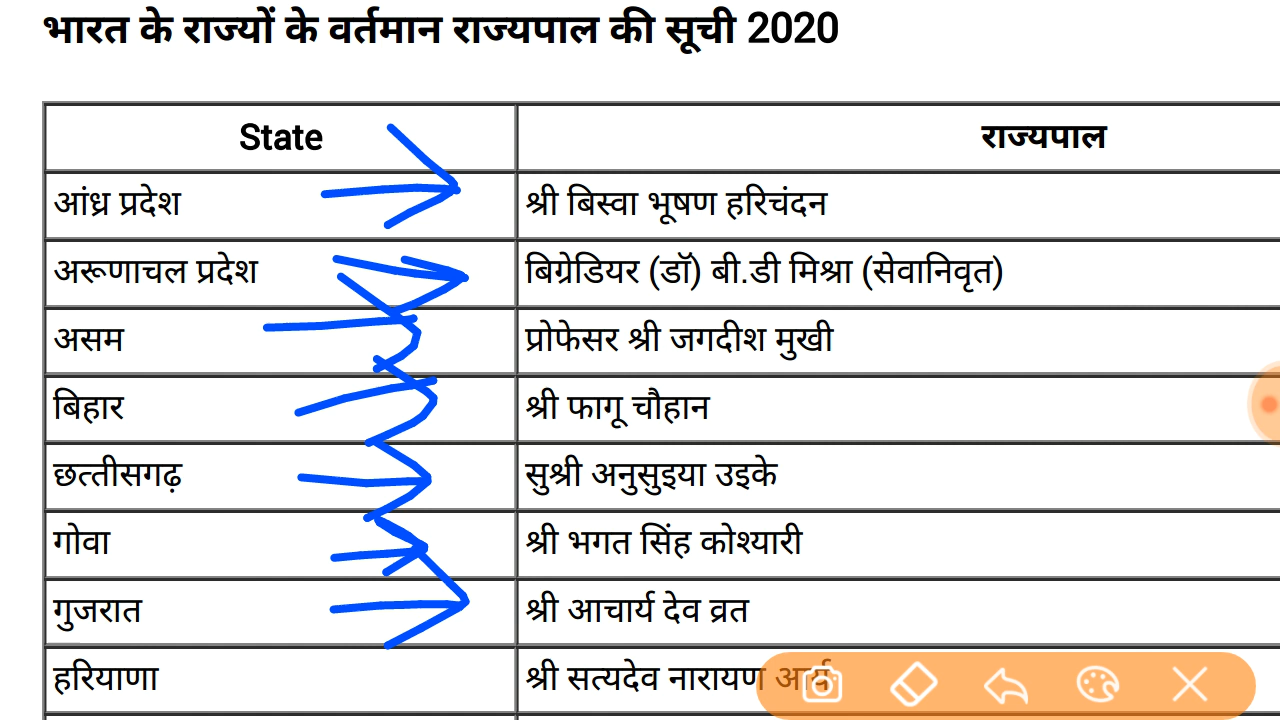 भारत के राज्यों के वर्तमान राज्यपाल की सूची 2020
State राज्यपाल
आंध्र प्रदेश श्री बिस्वा भूषण हरिचंदन
अरूणाचल प्रदेश बिग्रेडियर (डॉ) बी.डी मिश्रा (सेवानिवृत)
असम प्रोफेसर श्री जगदीश मुखी
बिहार श्री फागू चौहान
छत्तीसगढ़ सुश्री अनुसुइया उइके
गोवा श्री भगत सिंह कोश्यारी
गुजरात श्री आचार्य देव व्रत
हरियाणा श्री सत्यदेव नारायण आर्य